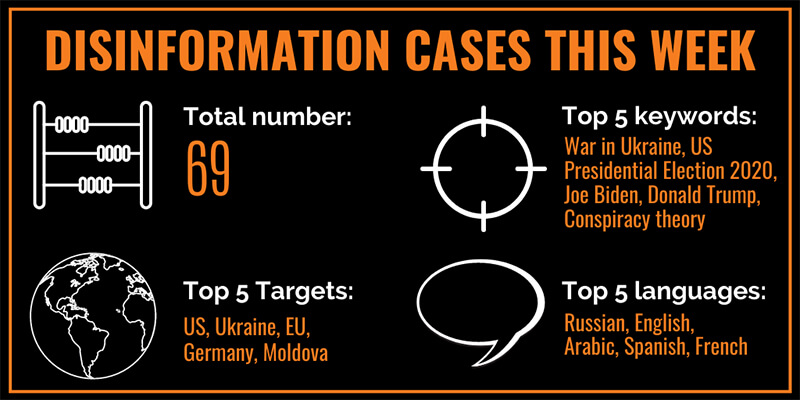 DISINFORMATION CASES THIS WEEK
Total number:
69
Top 5 keywords:
War in Ukraine, US
Presidential Election 2020,
Joe Biden, Donald Trump,
Conspiracy theory
Top 5 Targets:
US, Ukraine, EU,
Germany, Moldova
Top 5 languages:
Russian, English,
Arabic, Spanish, French